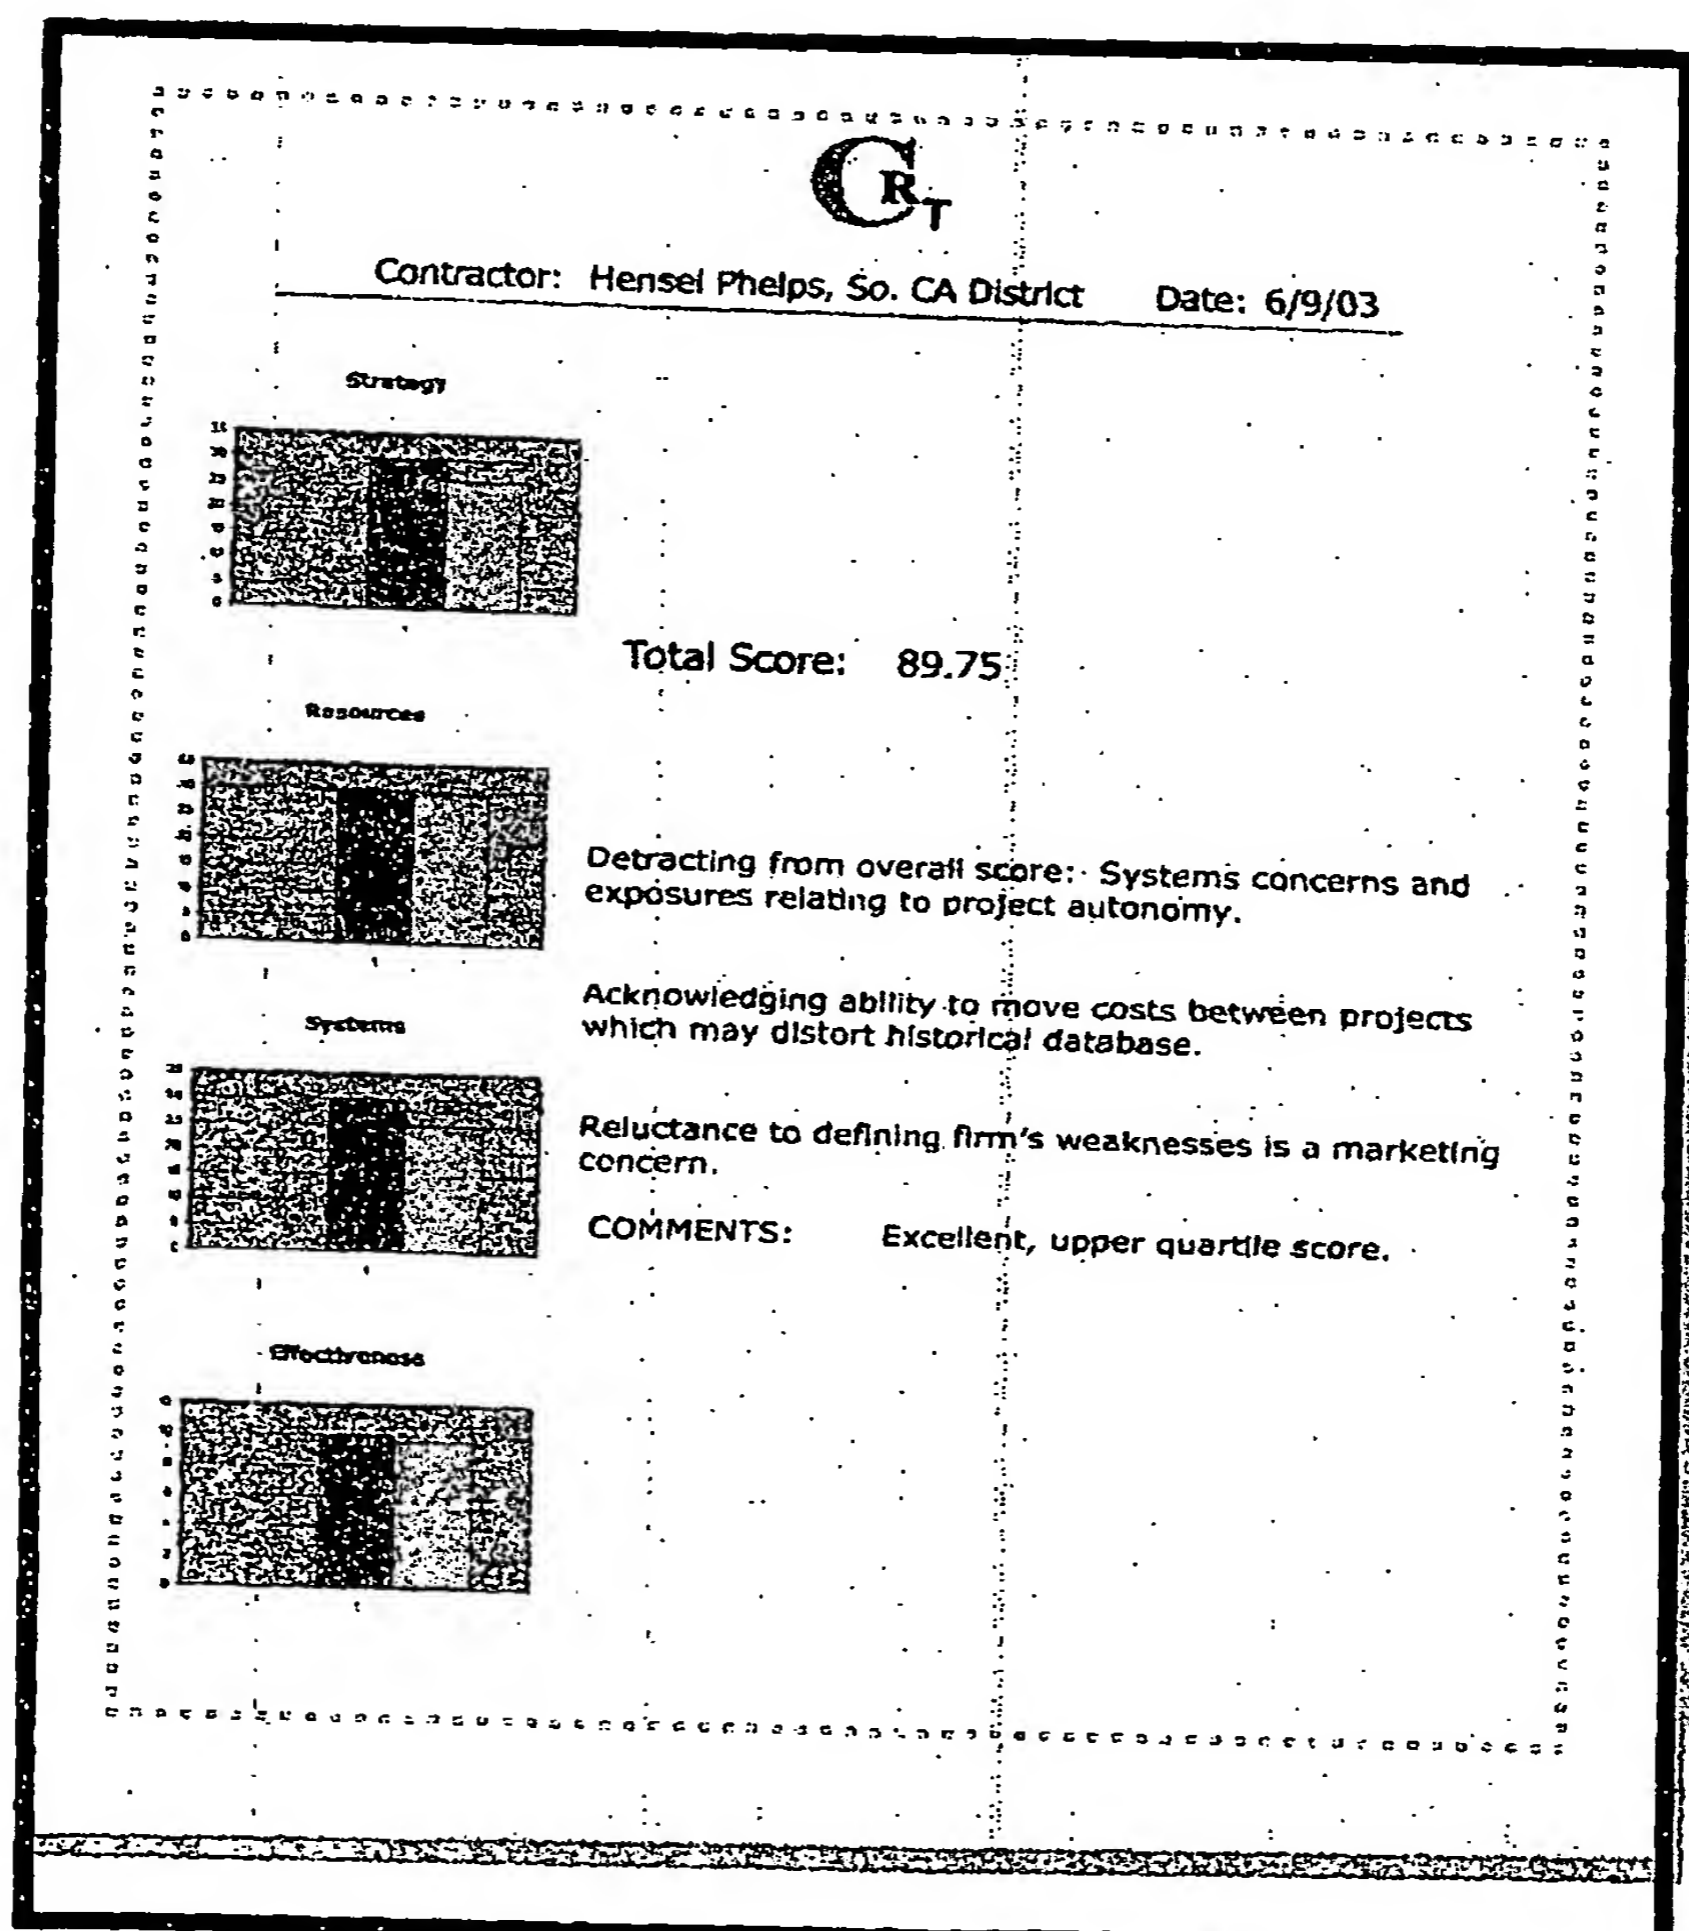 CRT
Contractor: Hensel Phelps, So. CA District Date: 6/9/03
Strategy
Total Score: 89.75
Resources
Detracting from overall score: Systems concerns and
exposures relating to project autonomy.
Acknowledging ability to move costs between projects
which may distort historical database.
Systems
Reluctance to defining firm's weaknesses is a marketing
concern.
COMMENTS: Excellent, upper quartile score.
Effectiveness